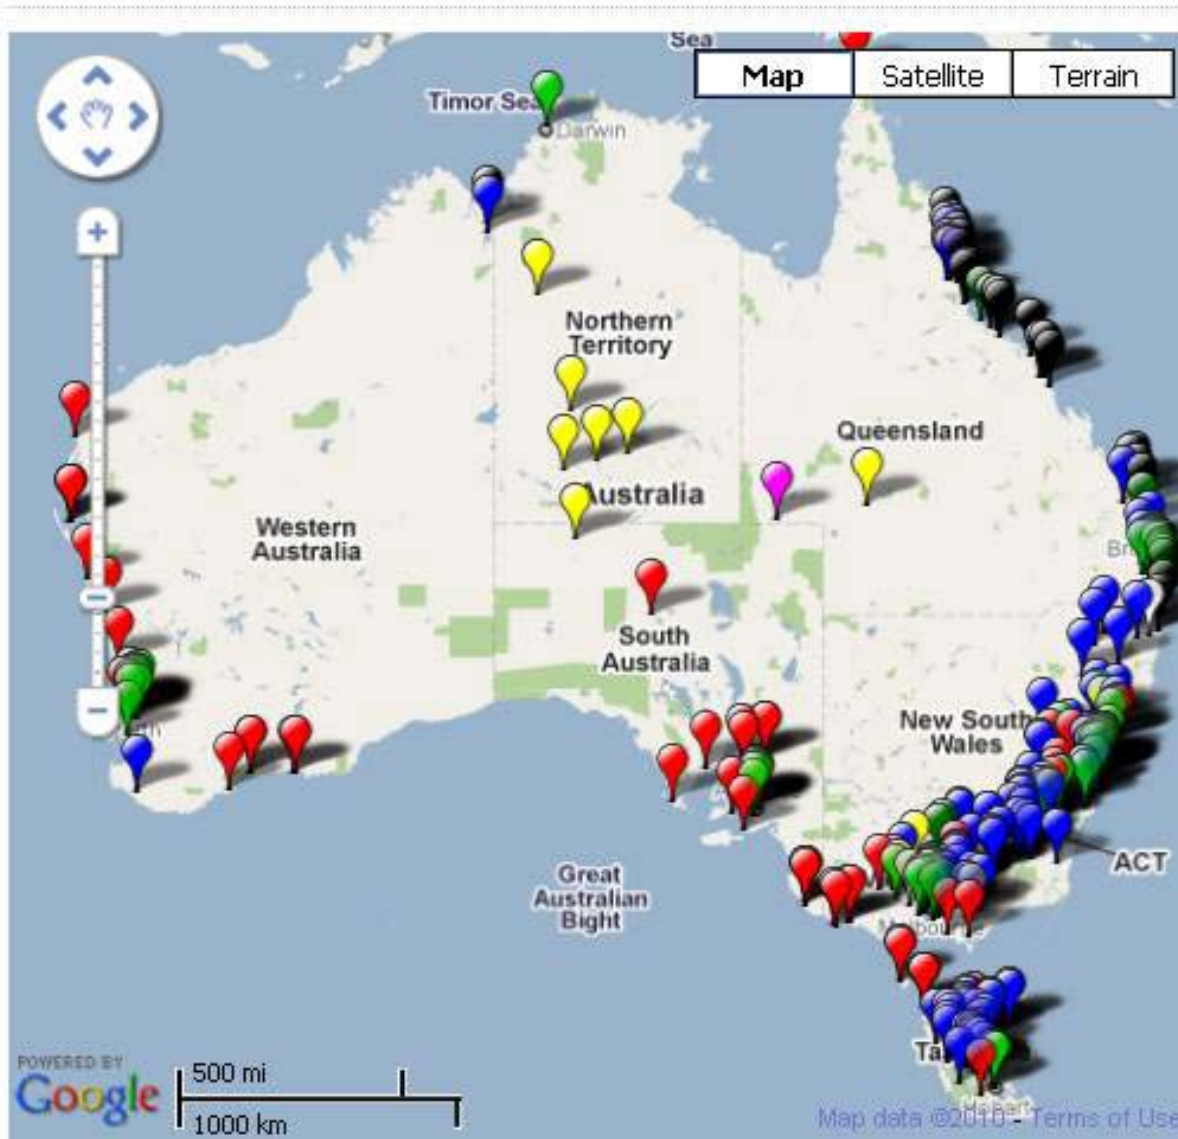 Sea
Map
Satellite
Terrain
Timor Sea
Darwin
Northern
Territory
Queensland
Australia
Western
Australia
South
Australia
New South
Wales
ACT
Great
Australian
Bight
Melbourne
POWERED BY
Google
500 mi
1000 km
Map data ©2010 - Terms of Use